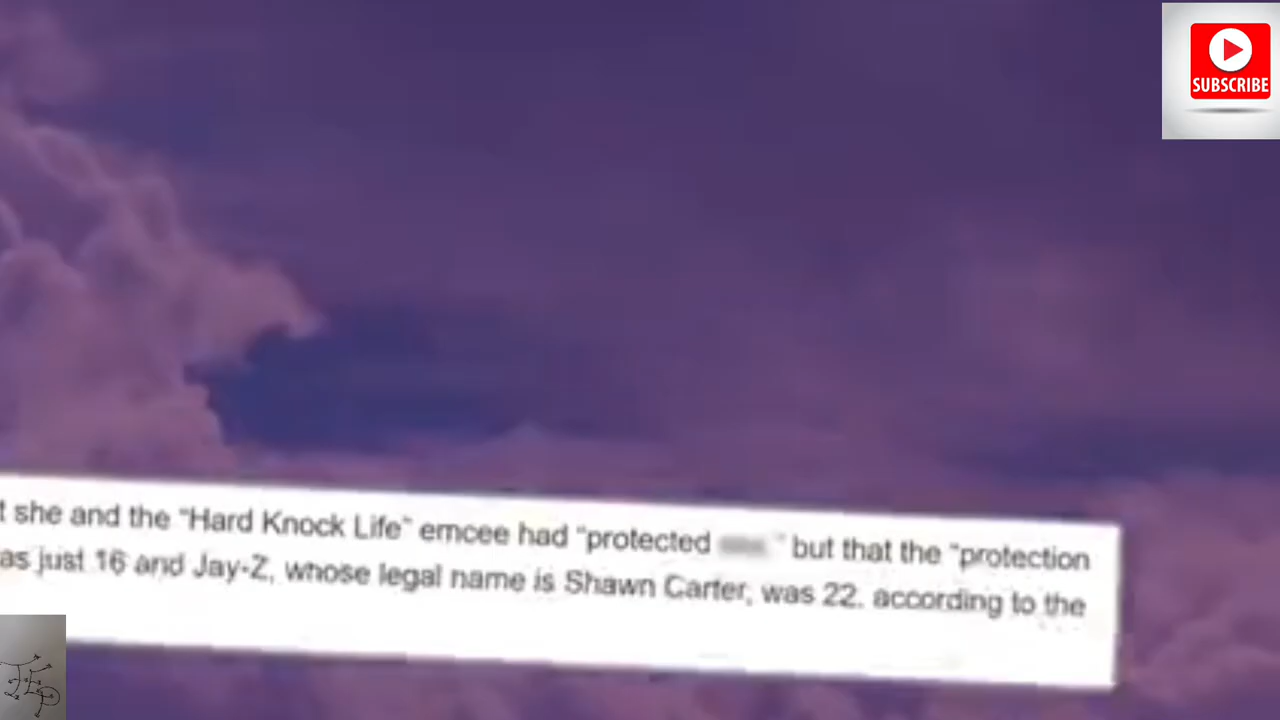 SUBSCRIBE
t she and the “Hard Knock Life” emcee had “protected ” but that the “protection
as just 16 and Jay-Z, whose legal name is Shawn Carter, was 22, according to the